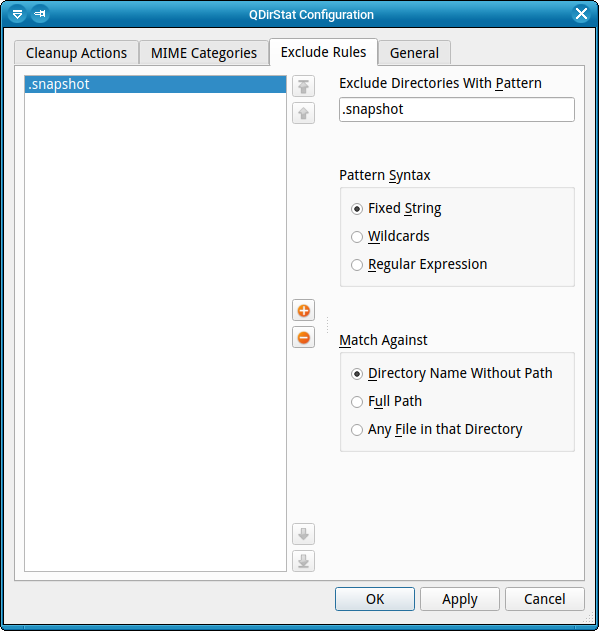 QDirStat Configuration
Cleanup Actions
MIME Categories
Exclude Rules
General
.snapshot
Exclude Directories With Pattern
.snapshot
Pattern Syntax
Fixed String
Wildcards
Regular Expression
Match Against
Directory Name Without Path
Full Path
Any File in that Directory
OK
Apply
Cancel